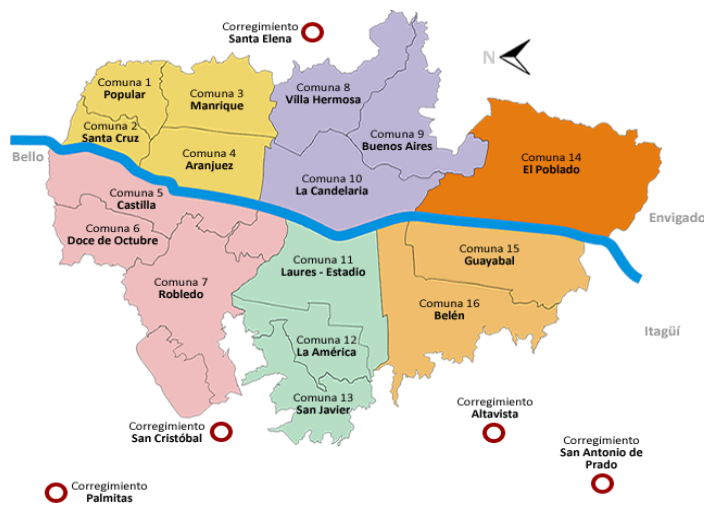 Corregimiento
Santa Elena
N
Comuna 1
Popular
Comuna 3
Manrique
Comuna 8
Villa Hermosa
Comuna 2
Santa Cruz
Comuna 9
Buenos Aires
Bello
Comuna 4
Aranjuez
Comuna 14
El Poblado
Comuna 10
La Candelaria
Comuna 5
Castilla
Envigado
Comuna 6
Doce de Octubre
Comuna 15
Guayabal
Comuna 11
Laures - Estadio
Comuna 7
Robledo
Comuna 16
Belén
Itagüí
Comuna 12
La América
Comuna 13
San Javier
Corregimiento
San Cristóbal
Corregimiento
Altavista
Corregimiento
San Antonio de
Prado
Corregimiento
Palmitas